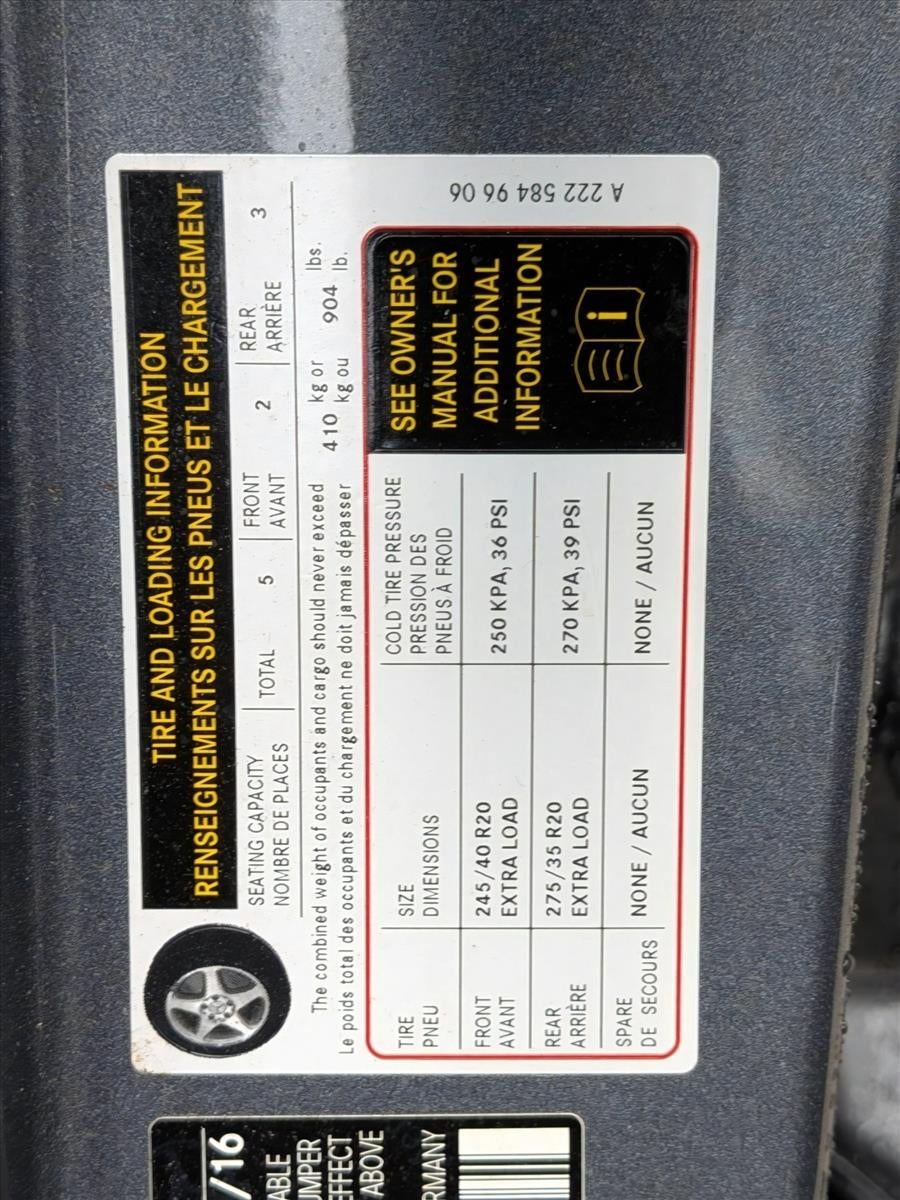 TIRE AND LOADING INFORMATION
RENSEIGNEMENTS SUR LES PNEUS ET LE CHARGEMENT
SEATING CAPACITY TOTAL 5 FRONT 2 REAR 3
NOMBRE DE PLACES AVANT ARRIÈRE
The combined weight of occupants and cargo should never exceed 410 kg or 904 lbs.
Le poids total des occupants et du chargement ne doit jamais dépasser kg ou lb.
TIRE SIZE COLD TIRE PRESSURE
PNEU DIMENSIONS PRESSION DES
PNEUS À FROID
FRONT 245/40 R20 250 KPA, 36 PSI
AVANT EXTRA LOAD
REAR 275/35 R20 270 KPA, 39 PSI
ARRIÈRE EXTRA LOAD
SPARE
DE SECOURS NONE / AUCUN NONE / AUCUN
SEE OWNER'S
MANUAL FOR
ADDITIONAL
INFORMATION
i
A 222 584 96 06
/16
ABLE
UMPER
EFFECT
ABOVE
RMANY